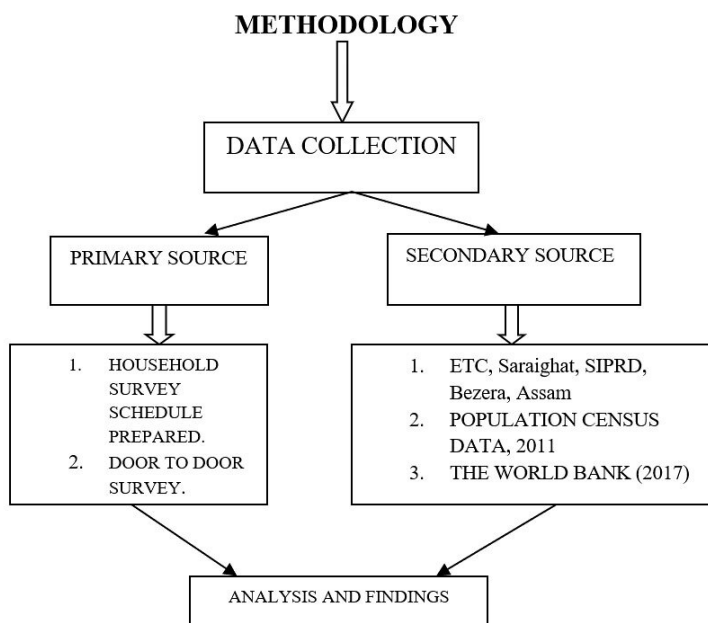 METHODOLOGY
DATA COLLECTION
PRIMARY SOURCE
SECONDARY SOURCE
1. HOUSEHOLD
SURVEY
SCHEDULE
PREPARED.
2. DOOR TO DOOR
SURVEY.
1. ETC, Saraighat, SIPRD,
Bezera, Assam
2. POPULATION CENSUS
DATA, 2011
3. THE WORLD BANK (2017)
ANALYSIS AND FINDINGS